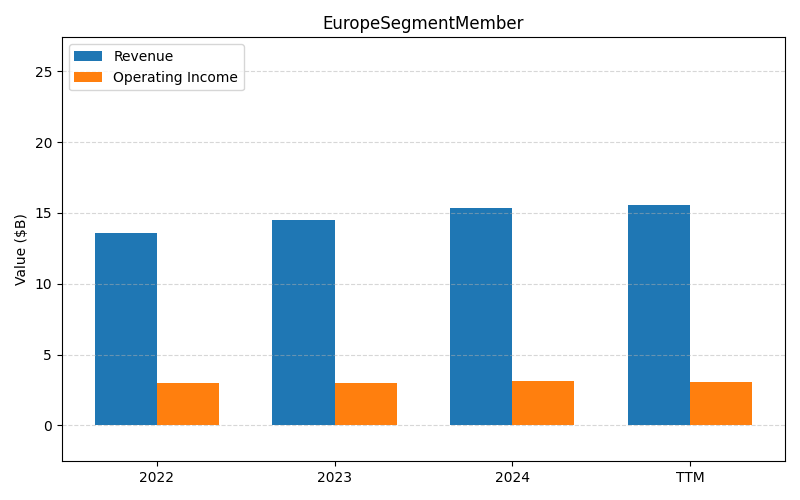 EuropeSegmentMember
Revenue
Operating Income
Value ($B)
25
20
15
10
5
0
2022 2023 2024 TTM